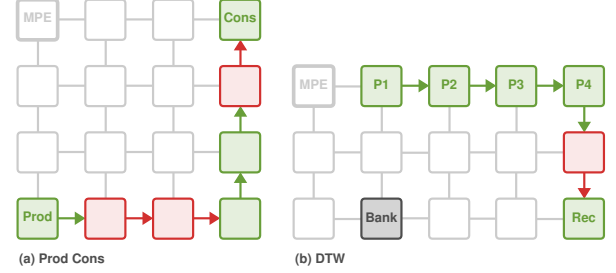 MPE
Cons
Prod
(a) Prod Cons
MPE
P1
P2
P3
P4
Bank
Rec
(b) DTW